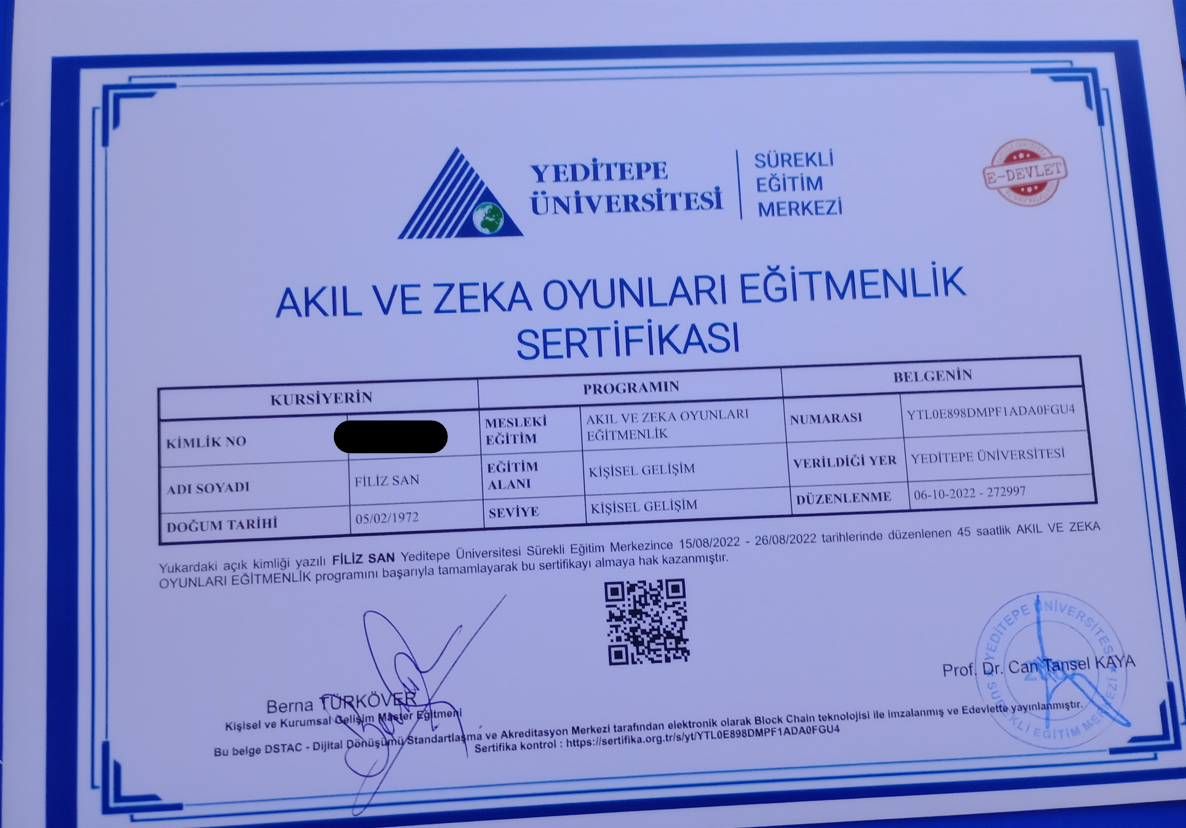 YEDİTEPE
ÜNİVERSİTESİ
SÜREKLİ
EĞİTİM
MERKEZİ
E-DEVLET
AKIL VE ZEKA OYUNLARI EĞİTMENLİK
SERTİFİKASI
KURSİYERİN
PROGRAMIN
BELGENİN
KİMLİK NO
MESLEKİ
EĞİTİM
AKIL VE ZEKA OYUNLARI
EĞİTMENLİK
NUMARASI
YTL0E898DMPF1ADA0FGU4
ADI SOYADI
FİLİZ SAN
EĞİTİM
ALANI
KİŞİSEL GELİŞİM
VERİLDİĞİ YER
YEDİTEPE ÜNİVERSİTESİ
DOĞUM TARİHİ
05/02/1972
SEVİYE
KİŞİSEL GELİŞİM
DÜZENLENME
06-10-2022 - 272997
Yukardaki açık kimliği yazılı FİLİZ SAN Yeditepe Üniversitesi Sürekli Eğitim Merkezince 15/08/2022 - 26/08/2022 tarihlerinde düzenlenen 45 saatlik AKIL VE ZEKA
OYUNLARI EĞİTMENLİK programını başarıyla tamamlayarak bu sertifikayı almaya hak kazanmıştır.
Berna TÜRKÖVER
Kişisel ve Kurumsal Gelişim Master Eğitmeni
Prof. Dr. Can Tansel KAYA
YEDİTEPE ÜNİVERSİTESİ
SÜREKLİ EĞİTİM MERKEZİ
Bu belge DSTAC - Dijital Dönüşümü Standartlaşma ve Akreditasyon Merkezi tarafından elektronik olarak Block Chain teknolojisi ile imzalanmış ve Edevlette yayınlanmıştır.
Sertifika kontrol : https://sertifika.org.tr/s/yt/YTL0E898DMPF1ADA0FGU4